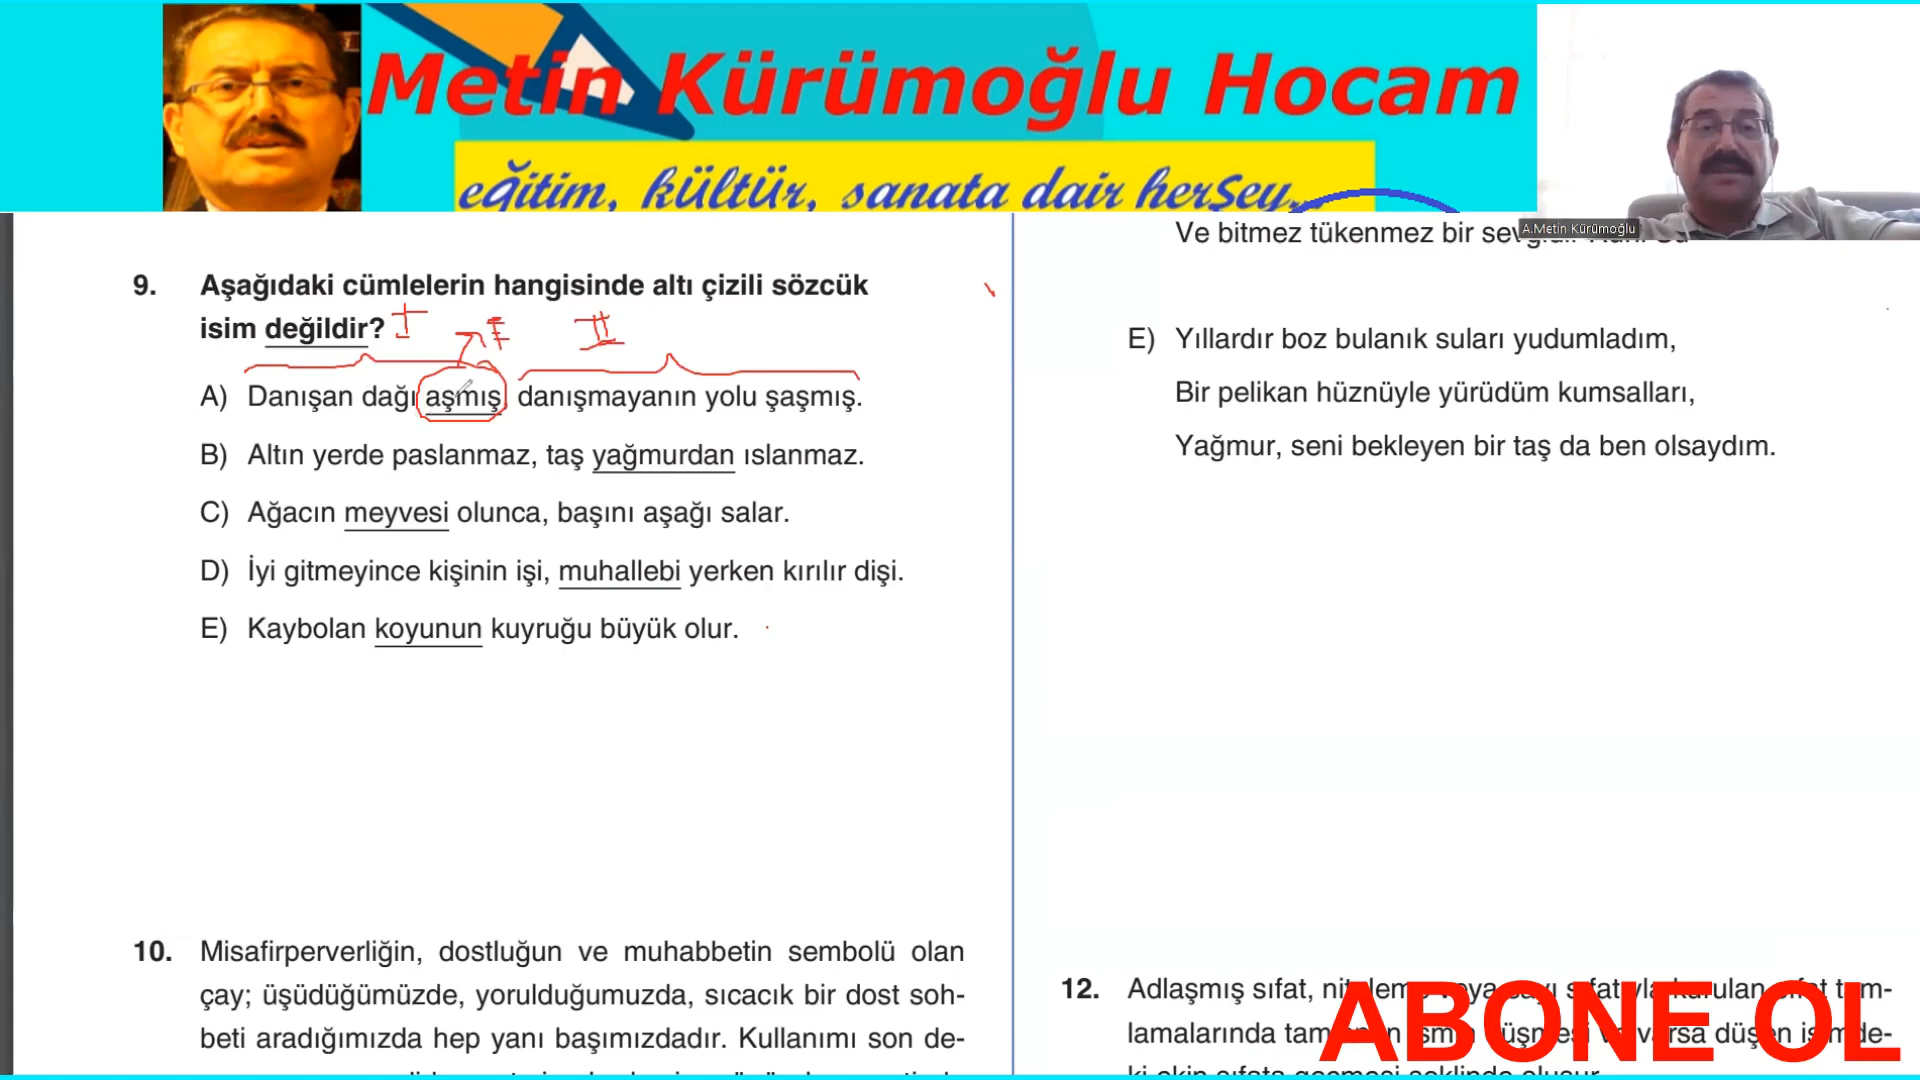 Metin Kürümoğlu Hocam
eğitim, kültür, sanata dair herşey...
A.Metin Kürümoğlu
9. Aşağıdaki cümlelerin hangisinde altı çizili sözcük
isim değildir?
I
II
A) Danışan dağı aşmış, danışmayanın yolu şaşmış.
B) Altın yerde paslanmaz, taş yağmurdan ıslanmaz.
C) Ağacın meyvesi olunca, başını aşağı salar.
D) İyi gitmeyince kişinin işi, muhallebi yerken kırılır dişi.
E) Kaybolan koyunun kuyruğu büyük olur.
10. Misafirperverliğin, dostluğun ve muhabbetin sembolü olan
çay; üşüdüğümüzde, yorulduğumuzda, sıcacık bir dost soh-
beti aradığımızda hep yanı başımızdadır. Kullanımı son de-
Ve bitmez tükenmez bir
E) Yıllardır boz bulanık suları yudumladım,
Bir pelikan hüznüyle yürüdüm kumsalları,
Yağmur, seni bekleyen bir taş da ben olsaydım.
12. Adlaşmış sıfat,
lamalarında
ABONE OL